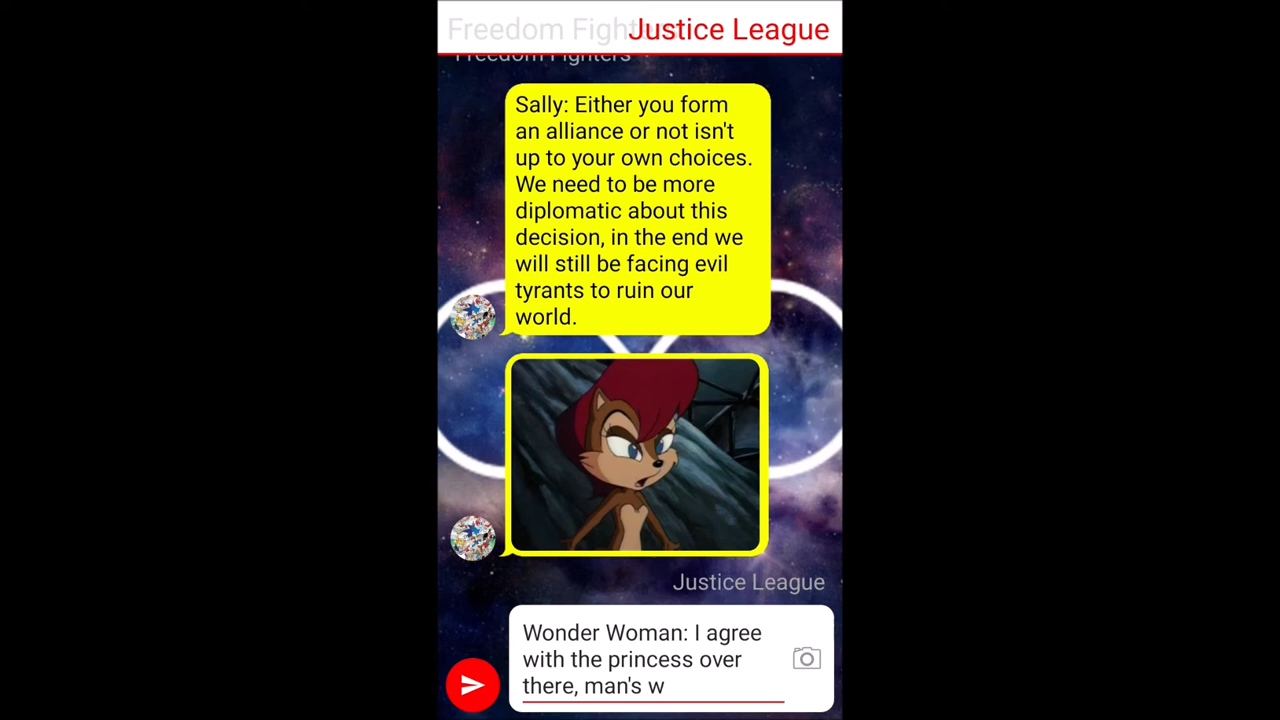 Freedom Fighters Justice League
Freedom Fighters
Sally: Either you form
an alliance or not isn't
up to your own choices.
We need to be more
diplomatic about this
decision, in the end we
will still be facing evil
tyrants to ruin our
world.
Justice League
Wonder Woman: I agree
with the princess over
there, man's w